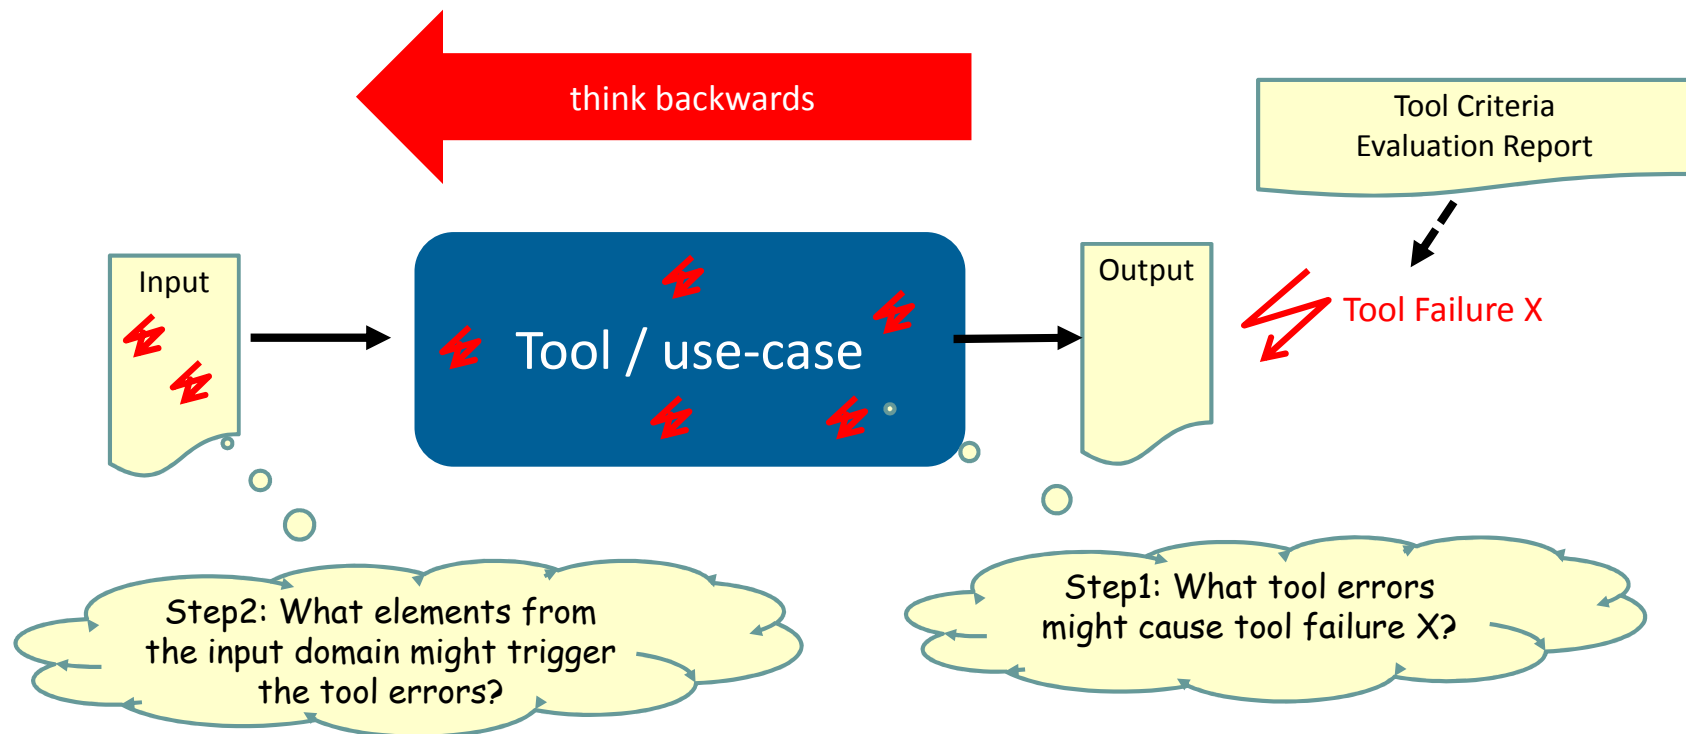 think backwards
Tool Criteria
Evaluation Report
Input
Output
Tool / use-case
Tool Failure X
Step2: What elements from
the input domain might trigger
the tool errors?
Step1: What tool errors
might cause tool failure X?